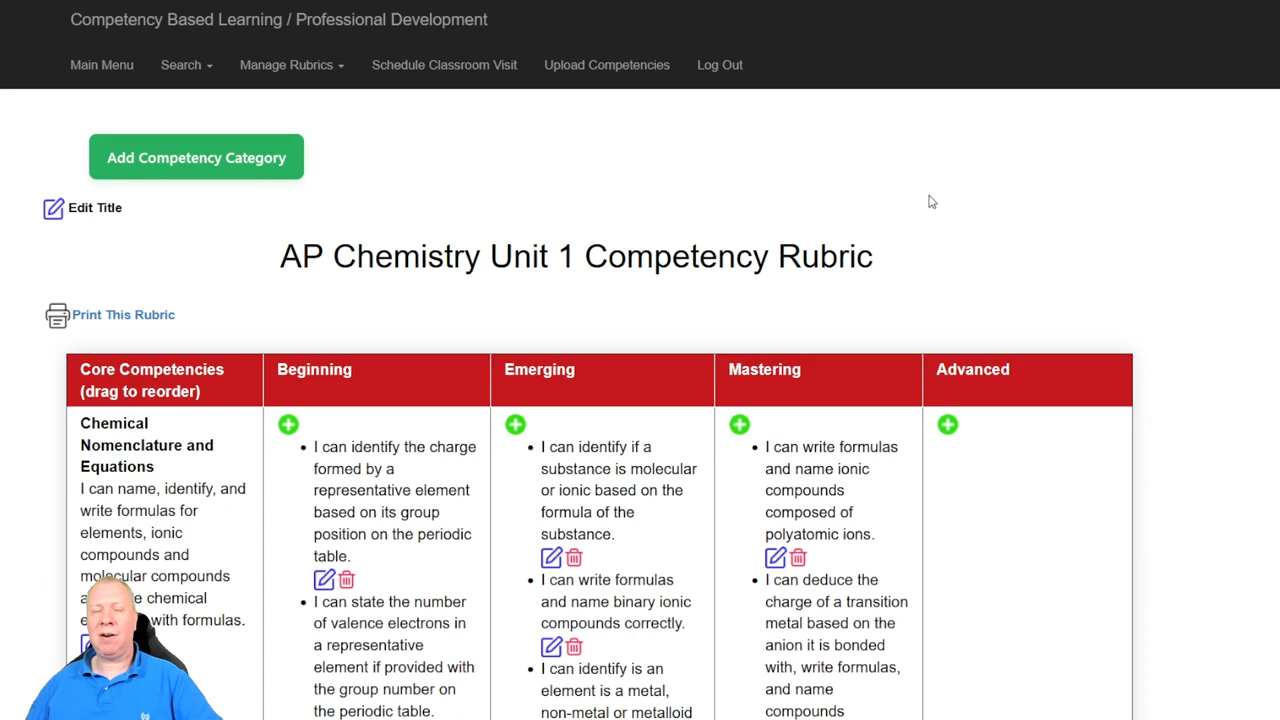 Competency Based Learning / Professional Development
Main Menu Search Manage Rubrics Schedule Classroom Visit Upload Competencies Log Out
Add Competency Category
Edit Title
AP Chemistry Unit 1 Competency Rubric
Print This Rubric
Core Competencies
(drag to reorder)
Beginning
Emerging
Mastering
Advanced
Chemical
Nomenclature and
Equations
I can name, identify, and
write formulas for
elements, ionic
compounds and
molecular compounds
chemical
with formulas.
I can identify the charge
formed by a
representative element
based on its group
position on the periodic
table.
I can state the number
of valence electrons in
a representative
element if provided with
the group number on
the periodic table.
I can identify if a
substance is molecular
or ionic based on the
formula of the
substance.
I can write formulas
and name binary ionic
compounds correctly.
I can identify is an
element is a metal,
non-metal or metalloid
I can write formulas
and name ionic
compounds
composed of
polyatomic ions.
I can deduce the
charge of a transition
metal based on the
anion it is bonded
with, write formulas,
and name
compounds